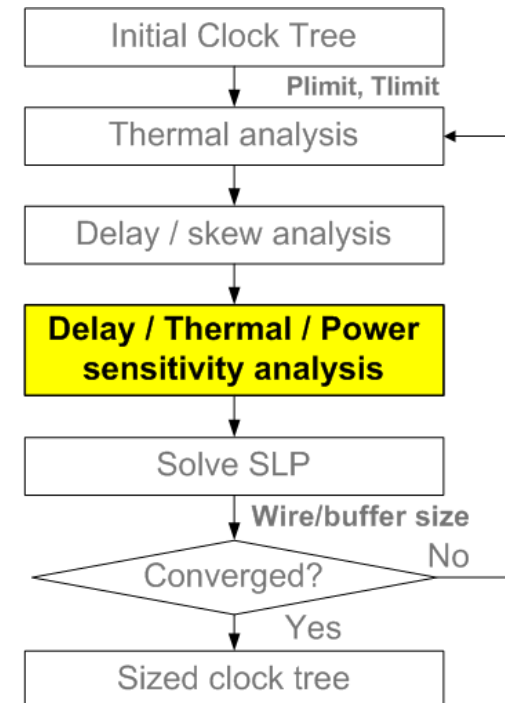 Initial Clock Tree
Plimit, Tlimit
Thermal analysis
Delay / skew analysis
Delay / Thermal / Power
sensitivity analysis
Solve SLP
Wire/buffer size
Converged?
No
Yes
Sized clock tree